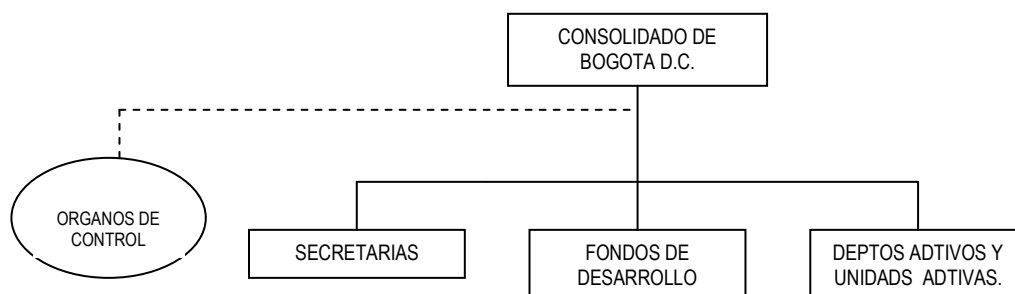 CONSOLIDADO DE
BOGOTA D.C.
ORGANOS DE
CONTROL
SECRETARIAS
FONDOS DE
DESARROLLO
DEPTOS ADTIVOS Y
UNIDADS ADTIVAS.